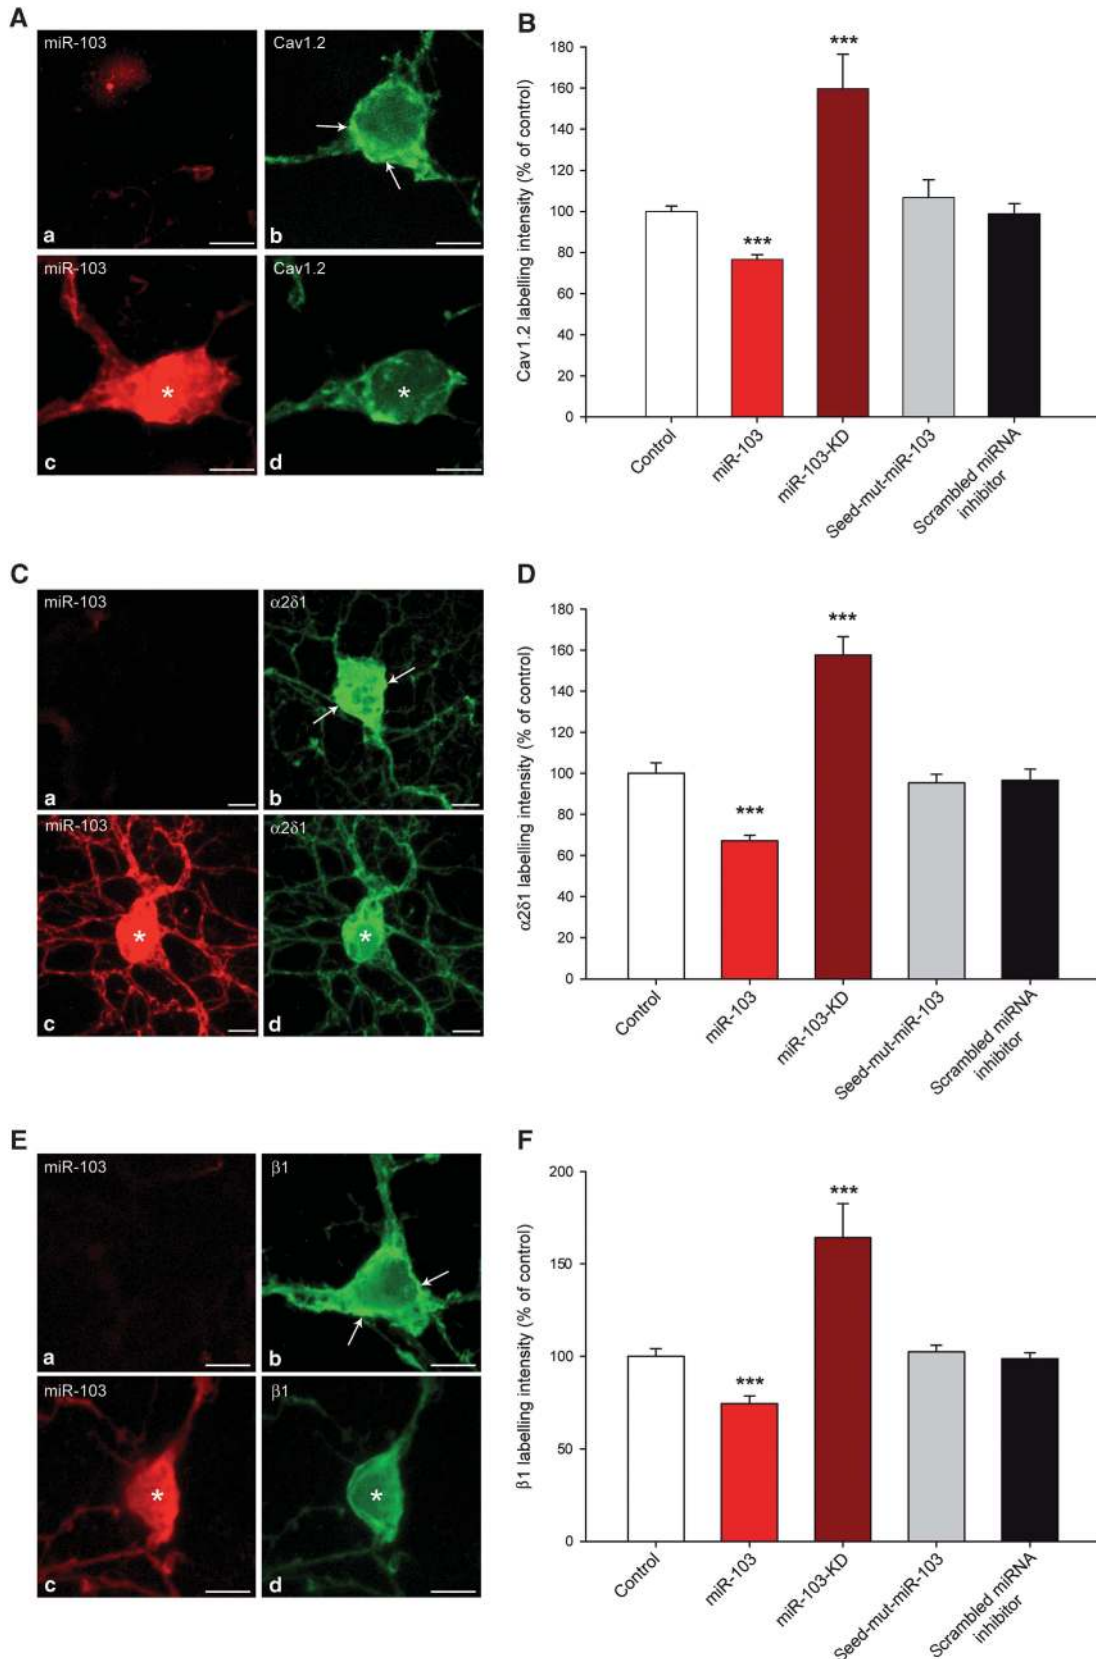 A
miR-103
Cav1.2
a
b
miR-103
Cav1.2
*
*
c
d
B
Cav1.2 labelling intensity (% of control)
180
160
140
120
100
80
60
40
20
0
***
***
Control
miR-103
miR-103-KD
Seed-mut-miR-103
Scrambled miRNA
inhibitor
C
miR-103
α2δ1
a
b
miR-103
α2δ1
*
*
c
d
D
α2δ1 labelling intensity (% of control)
180
160
140
120
100
80
60
40
20
0
***
***
Control
miR-103
miR-103-KD
Seed-mut-miR-103
Scrambled miRNA
inhibitor
E
miR-103
β1
a
b
miR-103
β1
*
*
c
d
F
β1 labelling intensity (% of control)
200
150
100
50
0
***
***
Control
miR-103
miR-103-KD
Seed-mut-miR-103
Scrambled miRNA
inhibitor